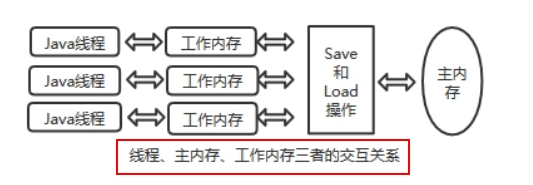 Java线程
工作内存
Java线程
工作内存
Java线程
工作内存
Save
和
Load
操作
主内
存
线程、主内存、工作内存三者的交互关系